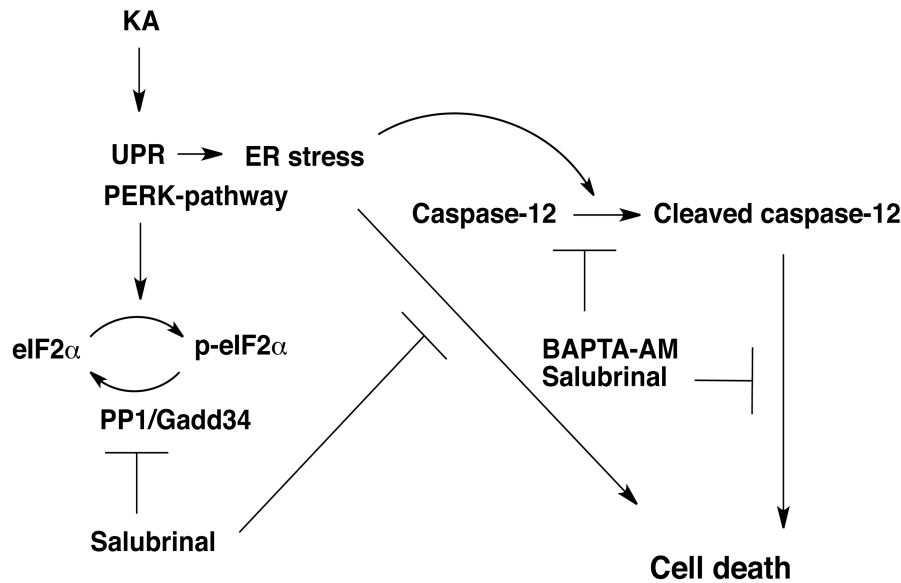 KA
UPR
ER stress
PERK-pathway
Caspase-12
Cleaved caspase-12
eIF2α
p-eIF2α
BAPTA-AM
Salubrinal
PP1/Gadd34
Salubrinal
Cell death